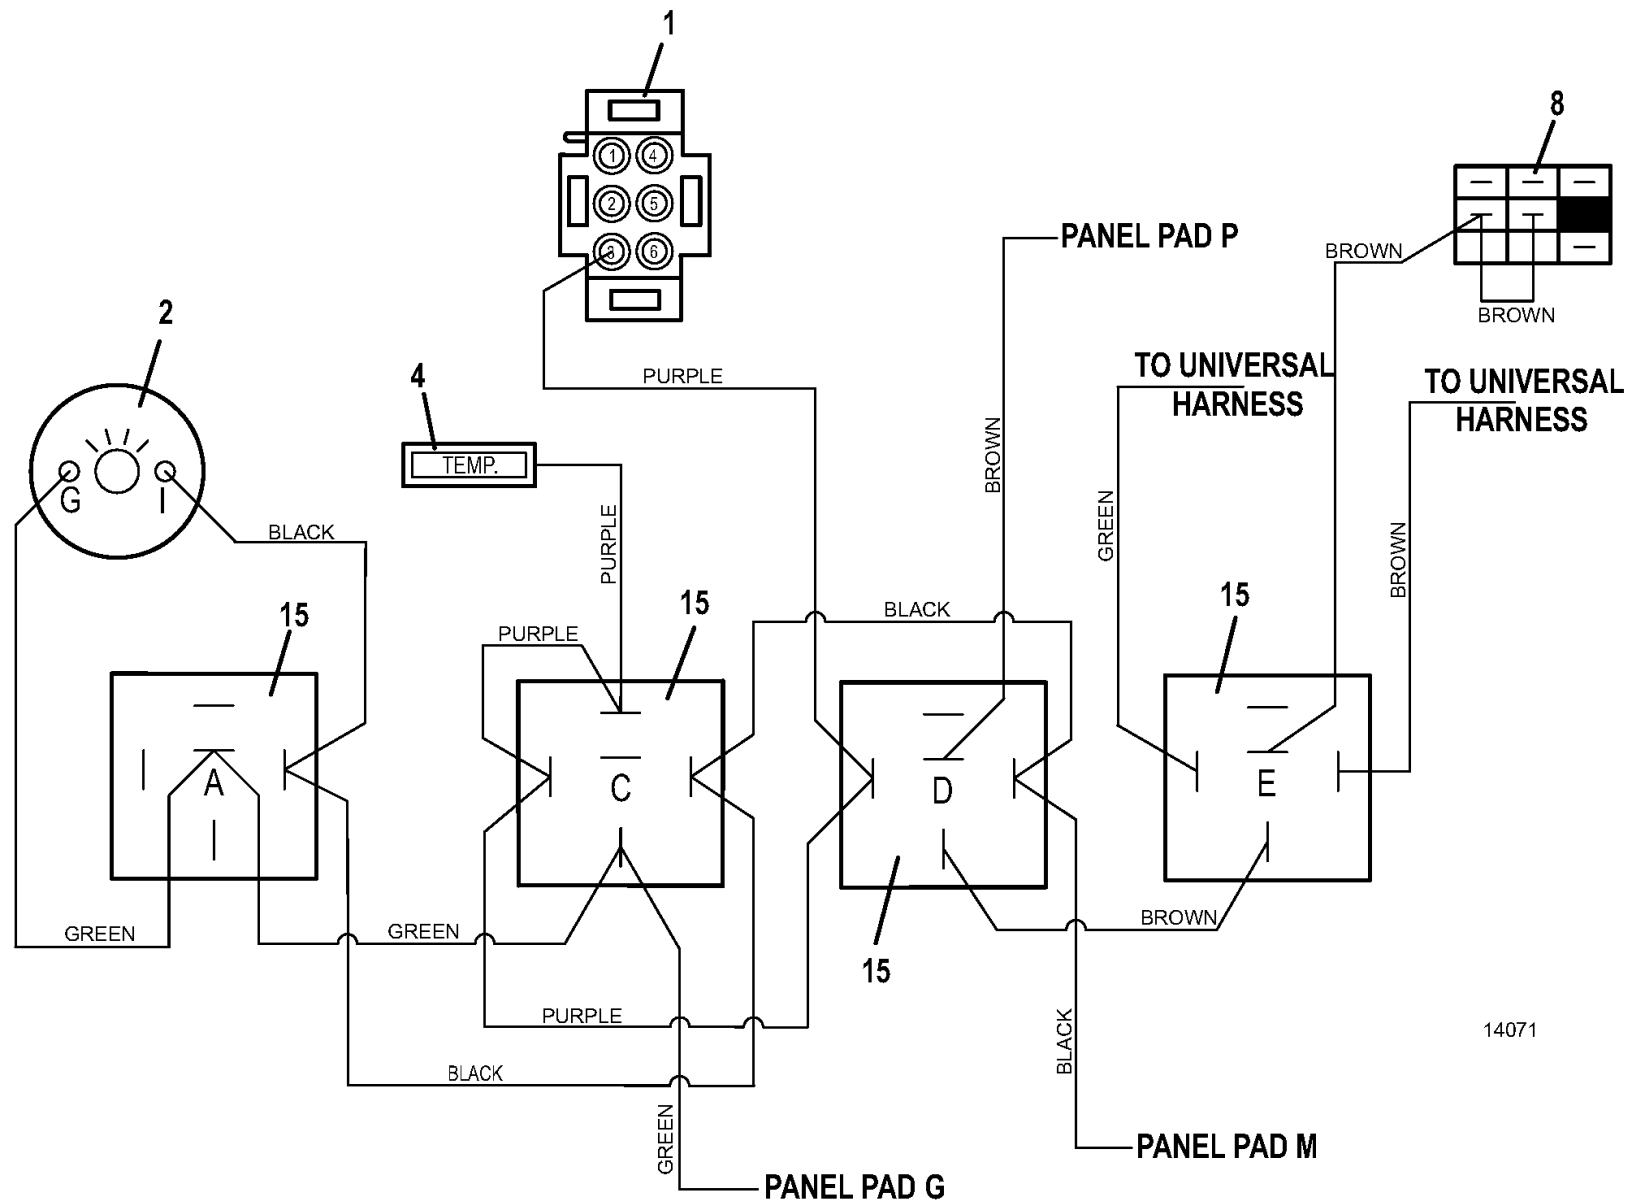 1
8
1 4
2 5
3 6
PANEL PAD P
BROWN
BROWN
2
TO UNIVERSAL
HARNESS
TO UNIVERSAL
HARNESS
PURPLE
4
TEMP.
BROWN
G
I
BLACK
PURPLE
GREEN
BROWN
15
PURPLE
15
BLACK
15
A
C
D
E
GREEN
GREEN
BROWN
15
PURPLE
BLACK
14071
BLACK
GREEN
PANEL PAD M
PANEL PAD G